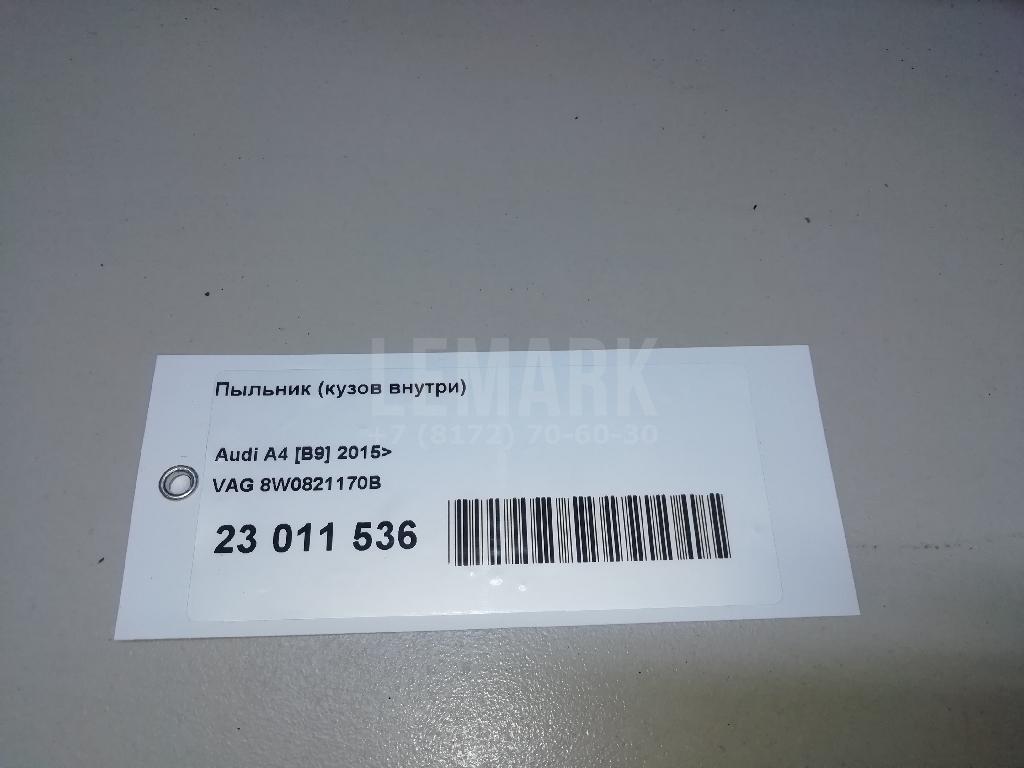 LEMARK
Пыльник (кузов внутри)
+7 (8172) 70-60-30
Audi A4 [B9] 2015>
VAG 8W0821170B
23 011 536